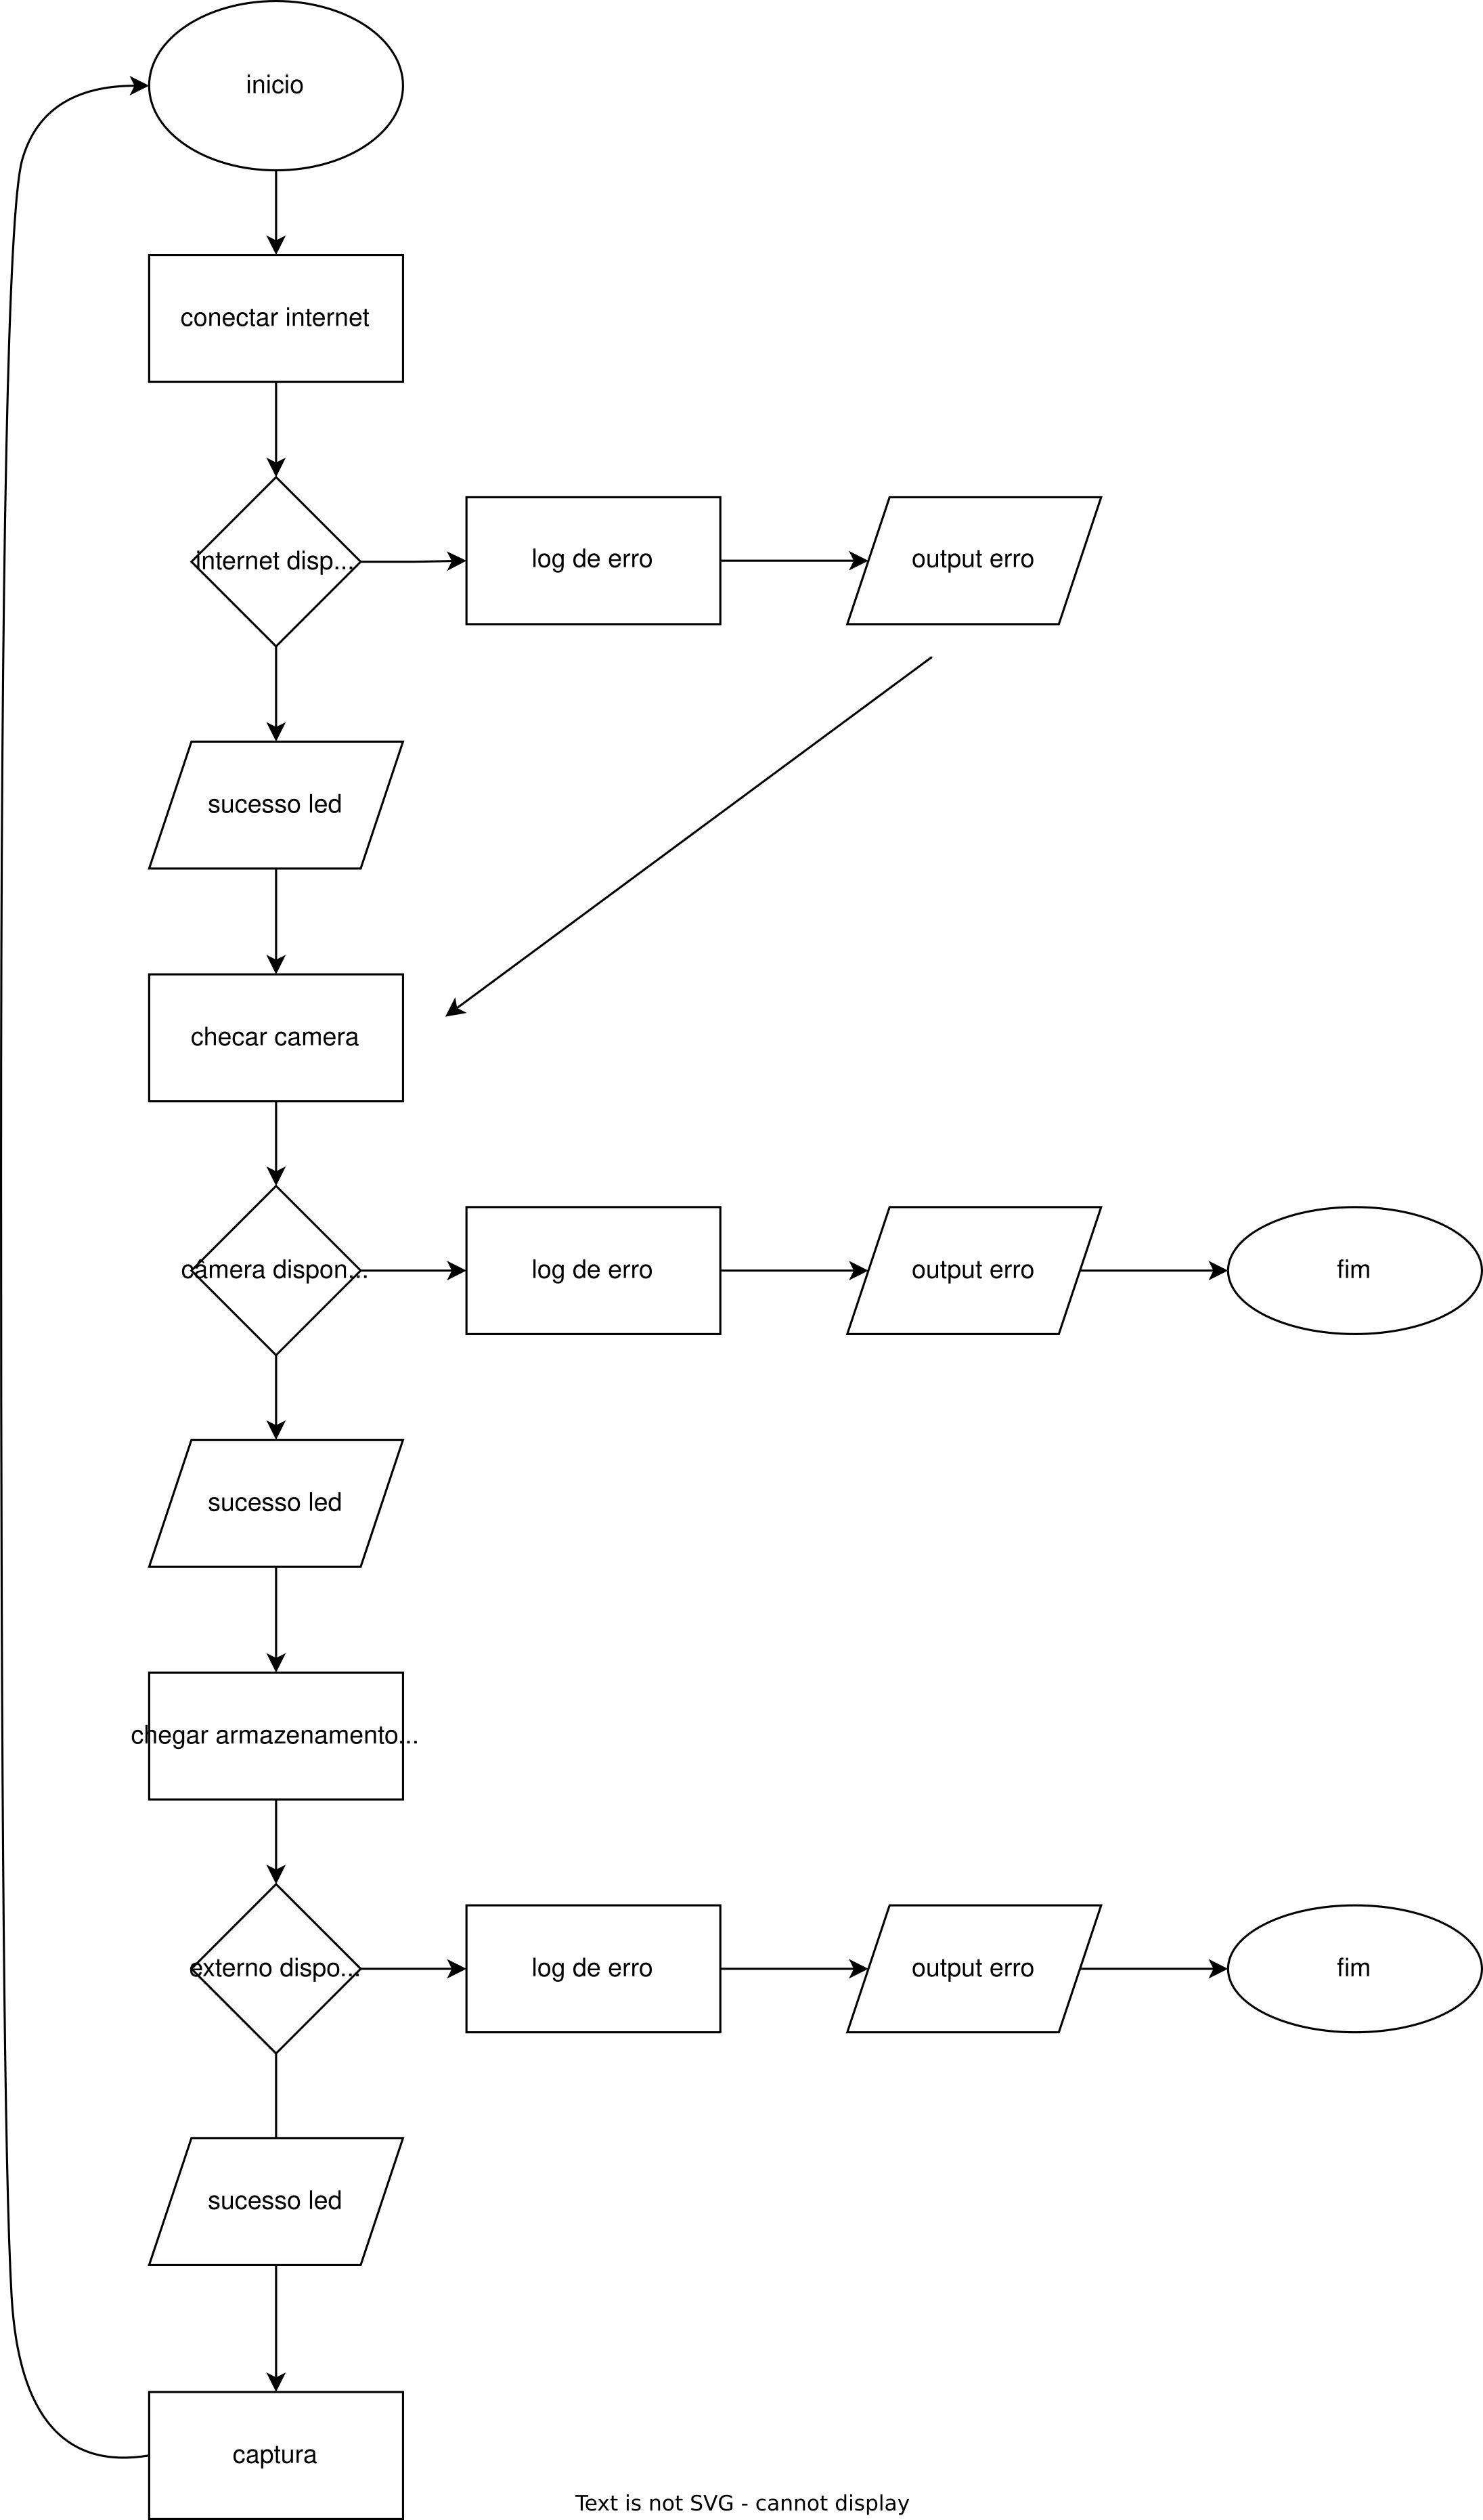 inicio
conectar internet
internet disp...
log de erro
output erro
sucesso led
checar camera
câmera dispon...
log de erro
output erro
fim
sucesso led
chegar armazenamento...
externo dispo...
log de erro
output erro
fim
sucesso led
captura
Text is not SVG - cannot display